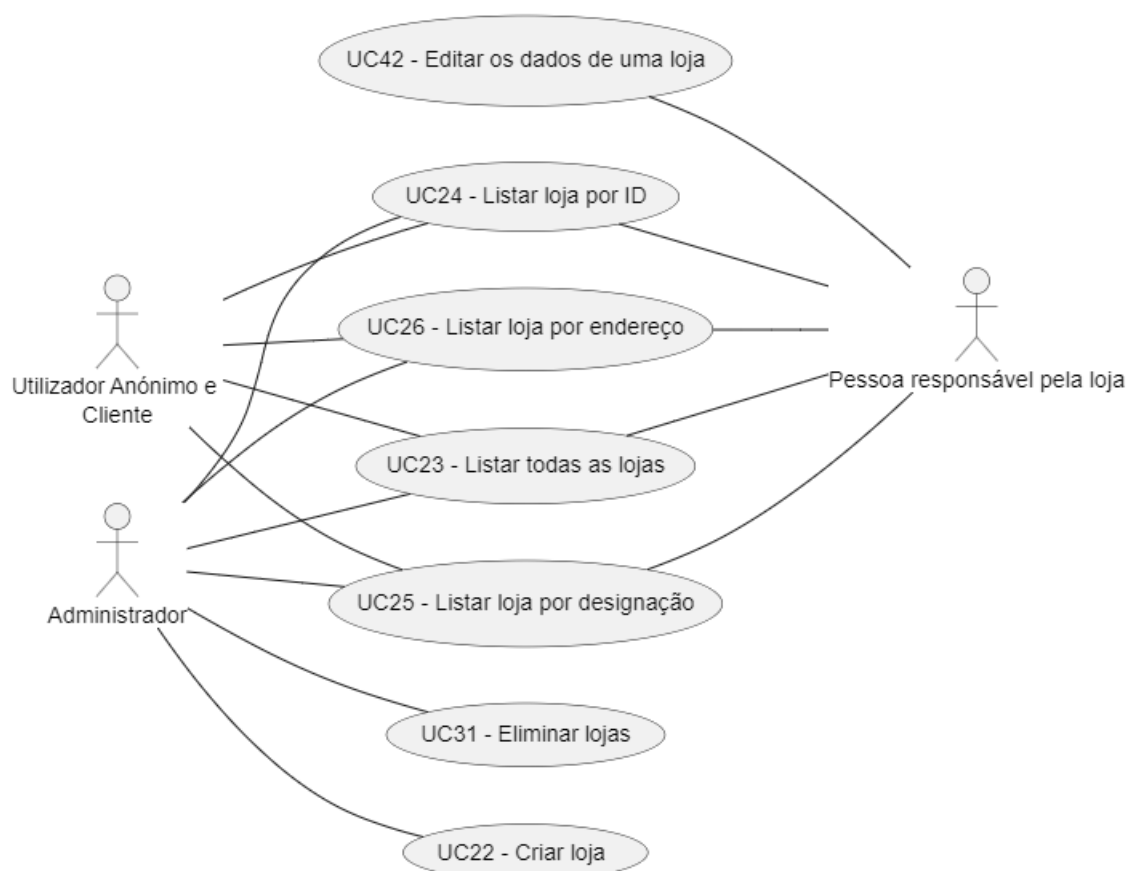 UC42 - Editar os dados de uma loja
UC24 - Listar loja por ID
UC26 - Listar loja por endereço
Utilizador Anónimo e
Cliente
Pessoa responsável pela loja
UC23 - Listar todas as lojas
UC25 - Listar loja por designação
Administrador
UC31 - Eliminar lojas
UC22 - Criar loja